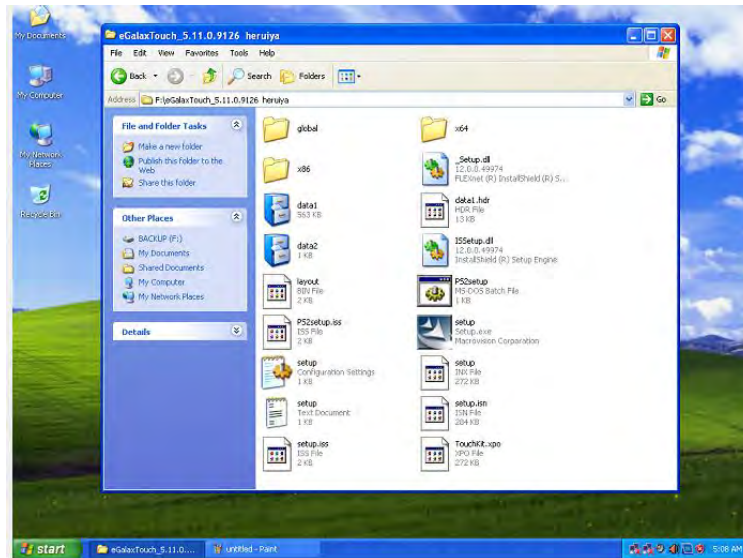 My Documents
My Computer
My Network
Places
Recycle Bin
eGalaxTouch_5.11.0.9126 heruiya
File Edit View Favorites Tools Help
Back Search Folders
Address F:\eGalaxTouch_5.11.0.9126 heruiya Go
File and Folder Tasks
Make a new folder
Publish this folder to the
Web
Share this folder
Other Places
BACKUP (F:)
My Documents
Shared Documents
My Computer
My Network Places
Details
global
x64
x86
_Setup.dll
12.0.0.49974
FLEXnet (R) InstallShield (R) S...
data1
563 KB
data1.hdr
HDR File
13 KB
data2
1 KB
ISSetup.dll
12.0.0.49974
InstallShield (R) Setup Engine
layout
BIN File
2 KB
PS2setup
MS-DOS Batch File
1 KB
PS2setup.iss
ISS File
2 KB
setup
Setup.exe
Macrovision Corporation
setup
Configuration Settings
1 KB
setup
INX File
272 KB
setup
Text Document
1 KB
setup.isn
ISN File
284 KB
setup.iss
ISS File
2 KB
TouchKit.xpo
XPO File
272 KB
start
eGalaxTouch_5.11.0....
untitled - Paint
5:08 AM